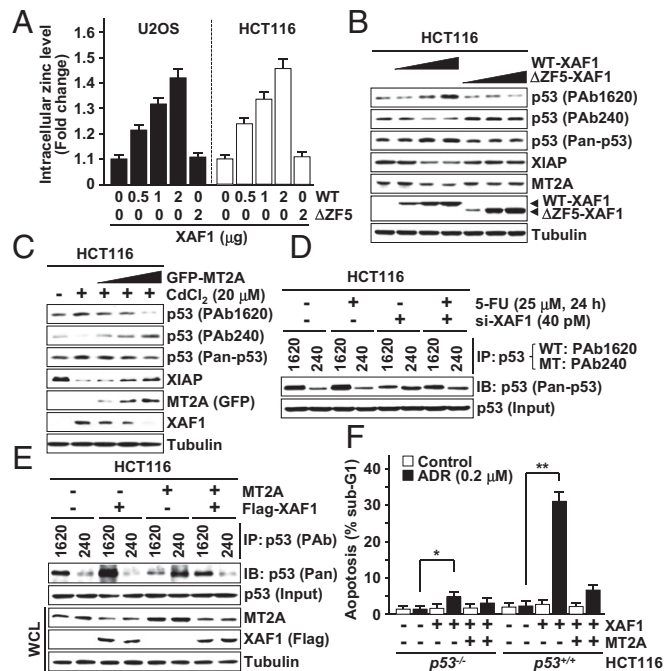 A
U2OS
HCT116
Intracellular zinc level
(Fold change)
1.6
1.5
1.4
1.3
1.2
1.1
1
0 0.5 1 2 0 0 0.5 1 2 0 WT
0 0 0 0 2 0 0 0 0 2 ΔZF5
XAF1 (µg)
B
HCT116
WT-XAF1
ΔZF5-XAF1
p53 (PAb1620)
p53 (PAb240)
p53 (Pan-p53)
XIAP
MT2A
WT-XAF1
ΔZF5-XAF1
Tubulin
C
HCT116
GFP-MT2A
- + + + + CdCl2 (20 µM)
p53 (PAb1620)
p53 (PAb240)
p53 (Pan-p53)
XIAP
MT2A (GFP)
XAF1
Tubulin
D
HCT116
- + - + 5-FU (25 µM, 24 h)
- - + + si-XAF1 (40 pM)
1620 240 1620 240 1620 240 1620 240
IP: p53 WT: PAb1620
MT: PAb240
IB: p53 (Pan-p53)
p53 (Input)
E
HCT116
- - + + MT2A
- + - + Flag-XAF1
1620 240 1620 240 1620 240 1620 240 IP: p53 (PAb)
IB: p53 (Pan)
p53 (Input)
WCL
MT2A
XAF1 (Flag)
Tubulin
F
Control
ADR (0.2 µM)
Aopotosis (% sub-G1)
40
30
20
10
5
0
*
**
- - + + + + - - + + + + XAF1
- - - - + + - - - - + + MT2A
p53-/- p53+/+ HCT116